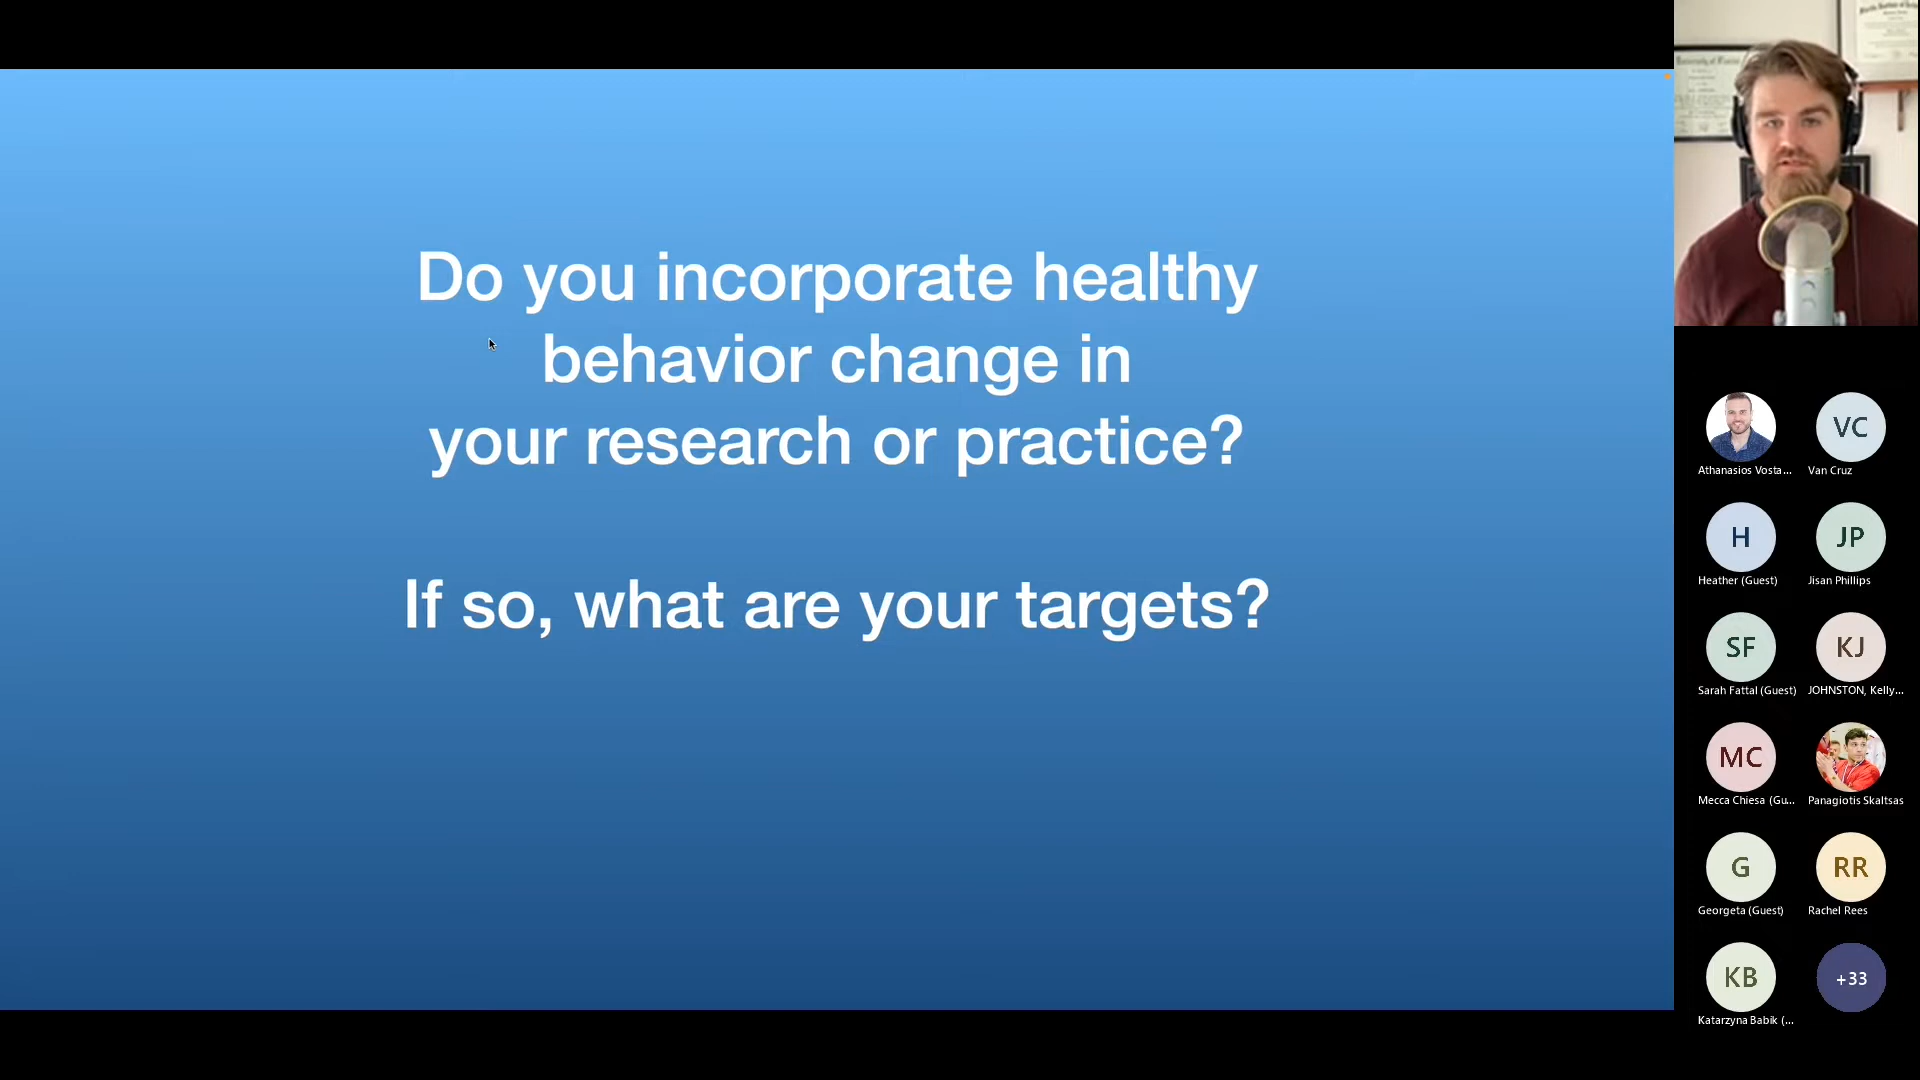 Do you incorporate healthy
behavior change in
your research or practice?
If so, what are your targets?
Athanasios Vosta...
VC
Van Cruz
H
Heather (Guest)
JP
Jisan Phillips
SF
Sarah Fattal (Guest)
KJ
JOHNSTON, Kelly...
MC
Mecca Chiesa (Gu...
Panagiotis Skaltsas
G
Georgeta (Guest)
RR
Rachel Rees
KB
Katarzyna Babik (...
+33